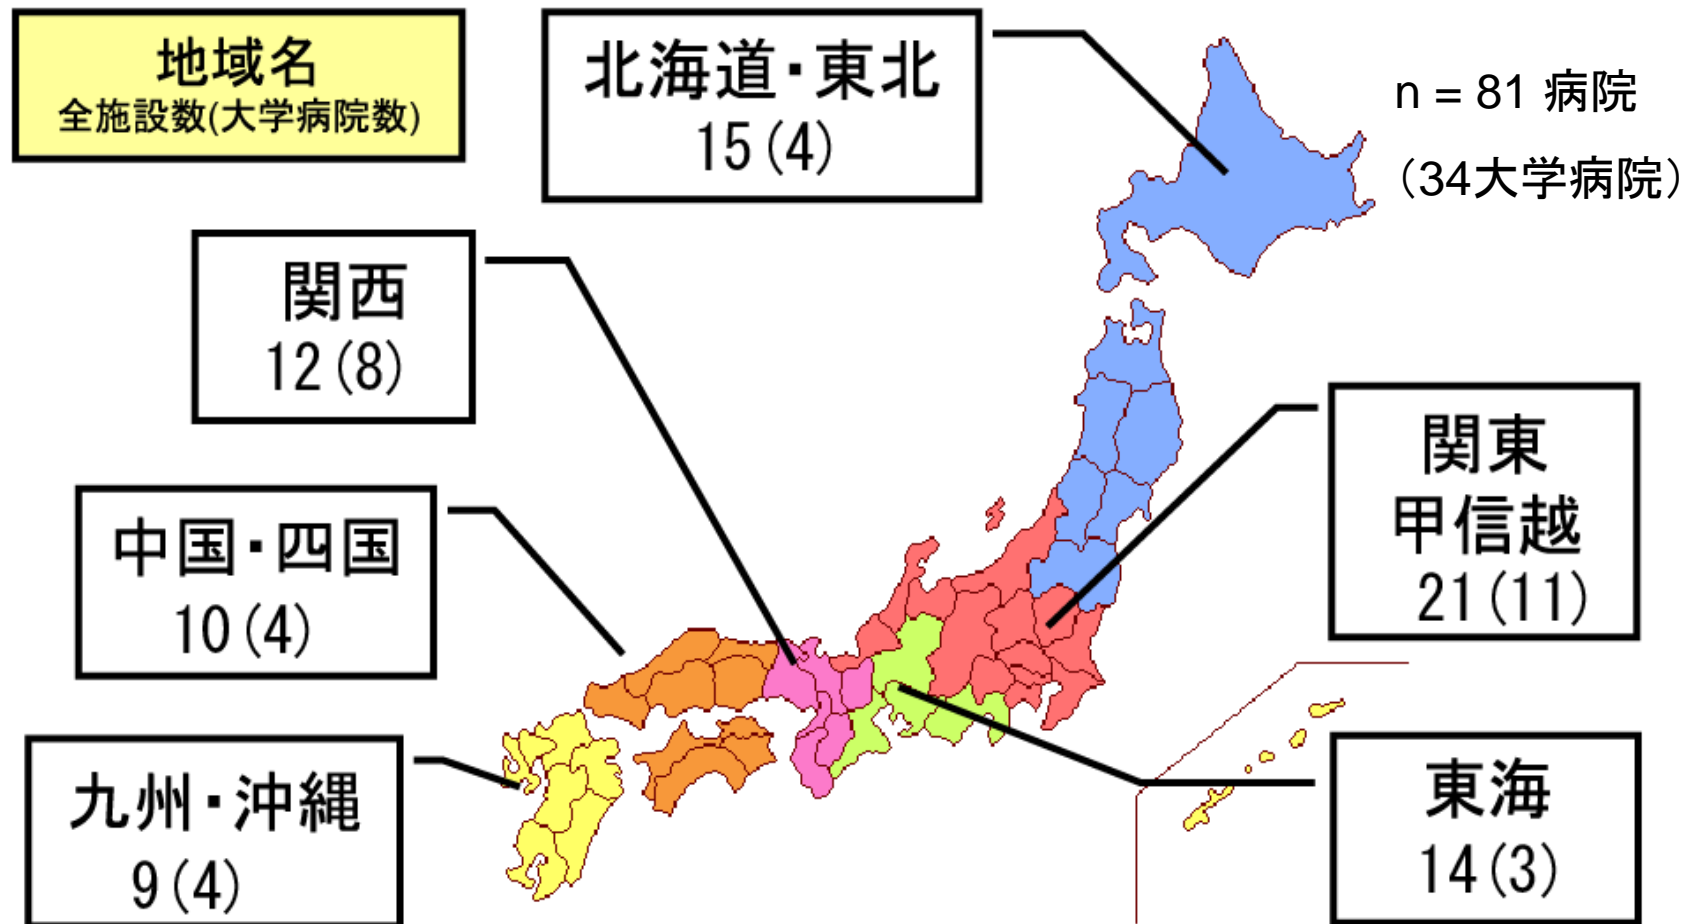 地域名
全施設数(大学病院数)
北海道・東北
15(4)
n = 81 病院
（34大学病院）
関西
12(8)
関東
甲信越
21(11)
中国・四国
10(4)
九州・沖縄
9(4)
東海
14(3)